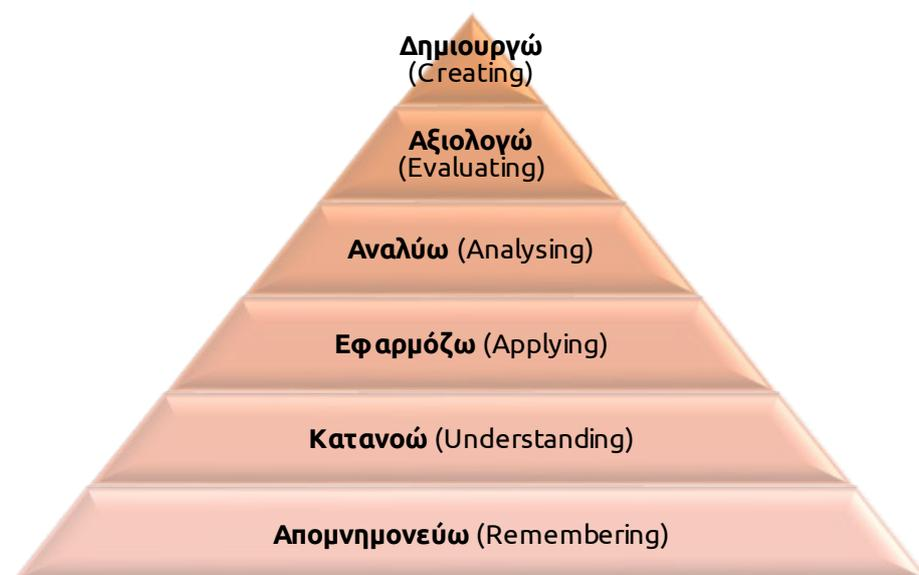 Δημιουργώ
(Creating)
Αξιολογώ
(Evaluating)
Αναλύω (Analysing)
Εφαρμόζω (Applying)
Κατανοώ (Understanding)
Απομνημονεύω (Remembering)